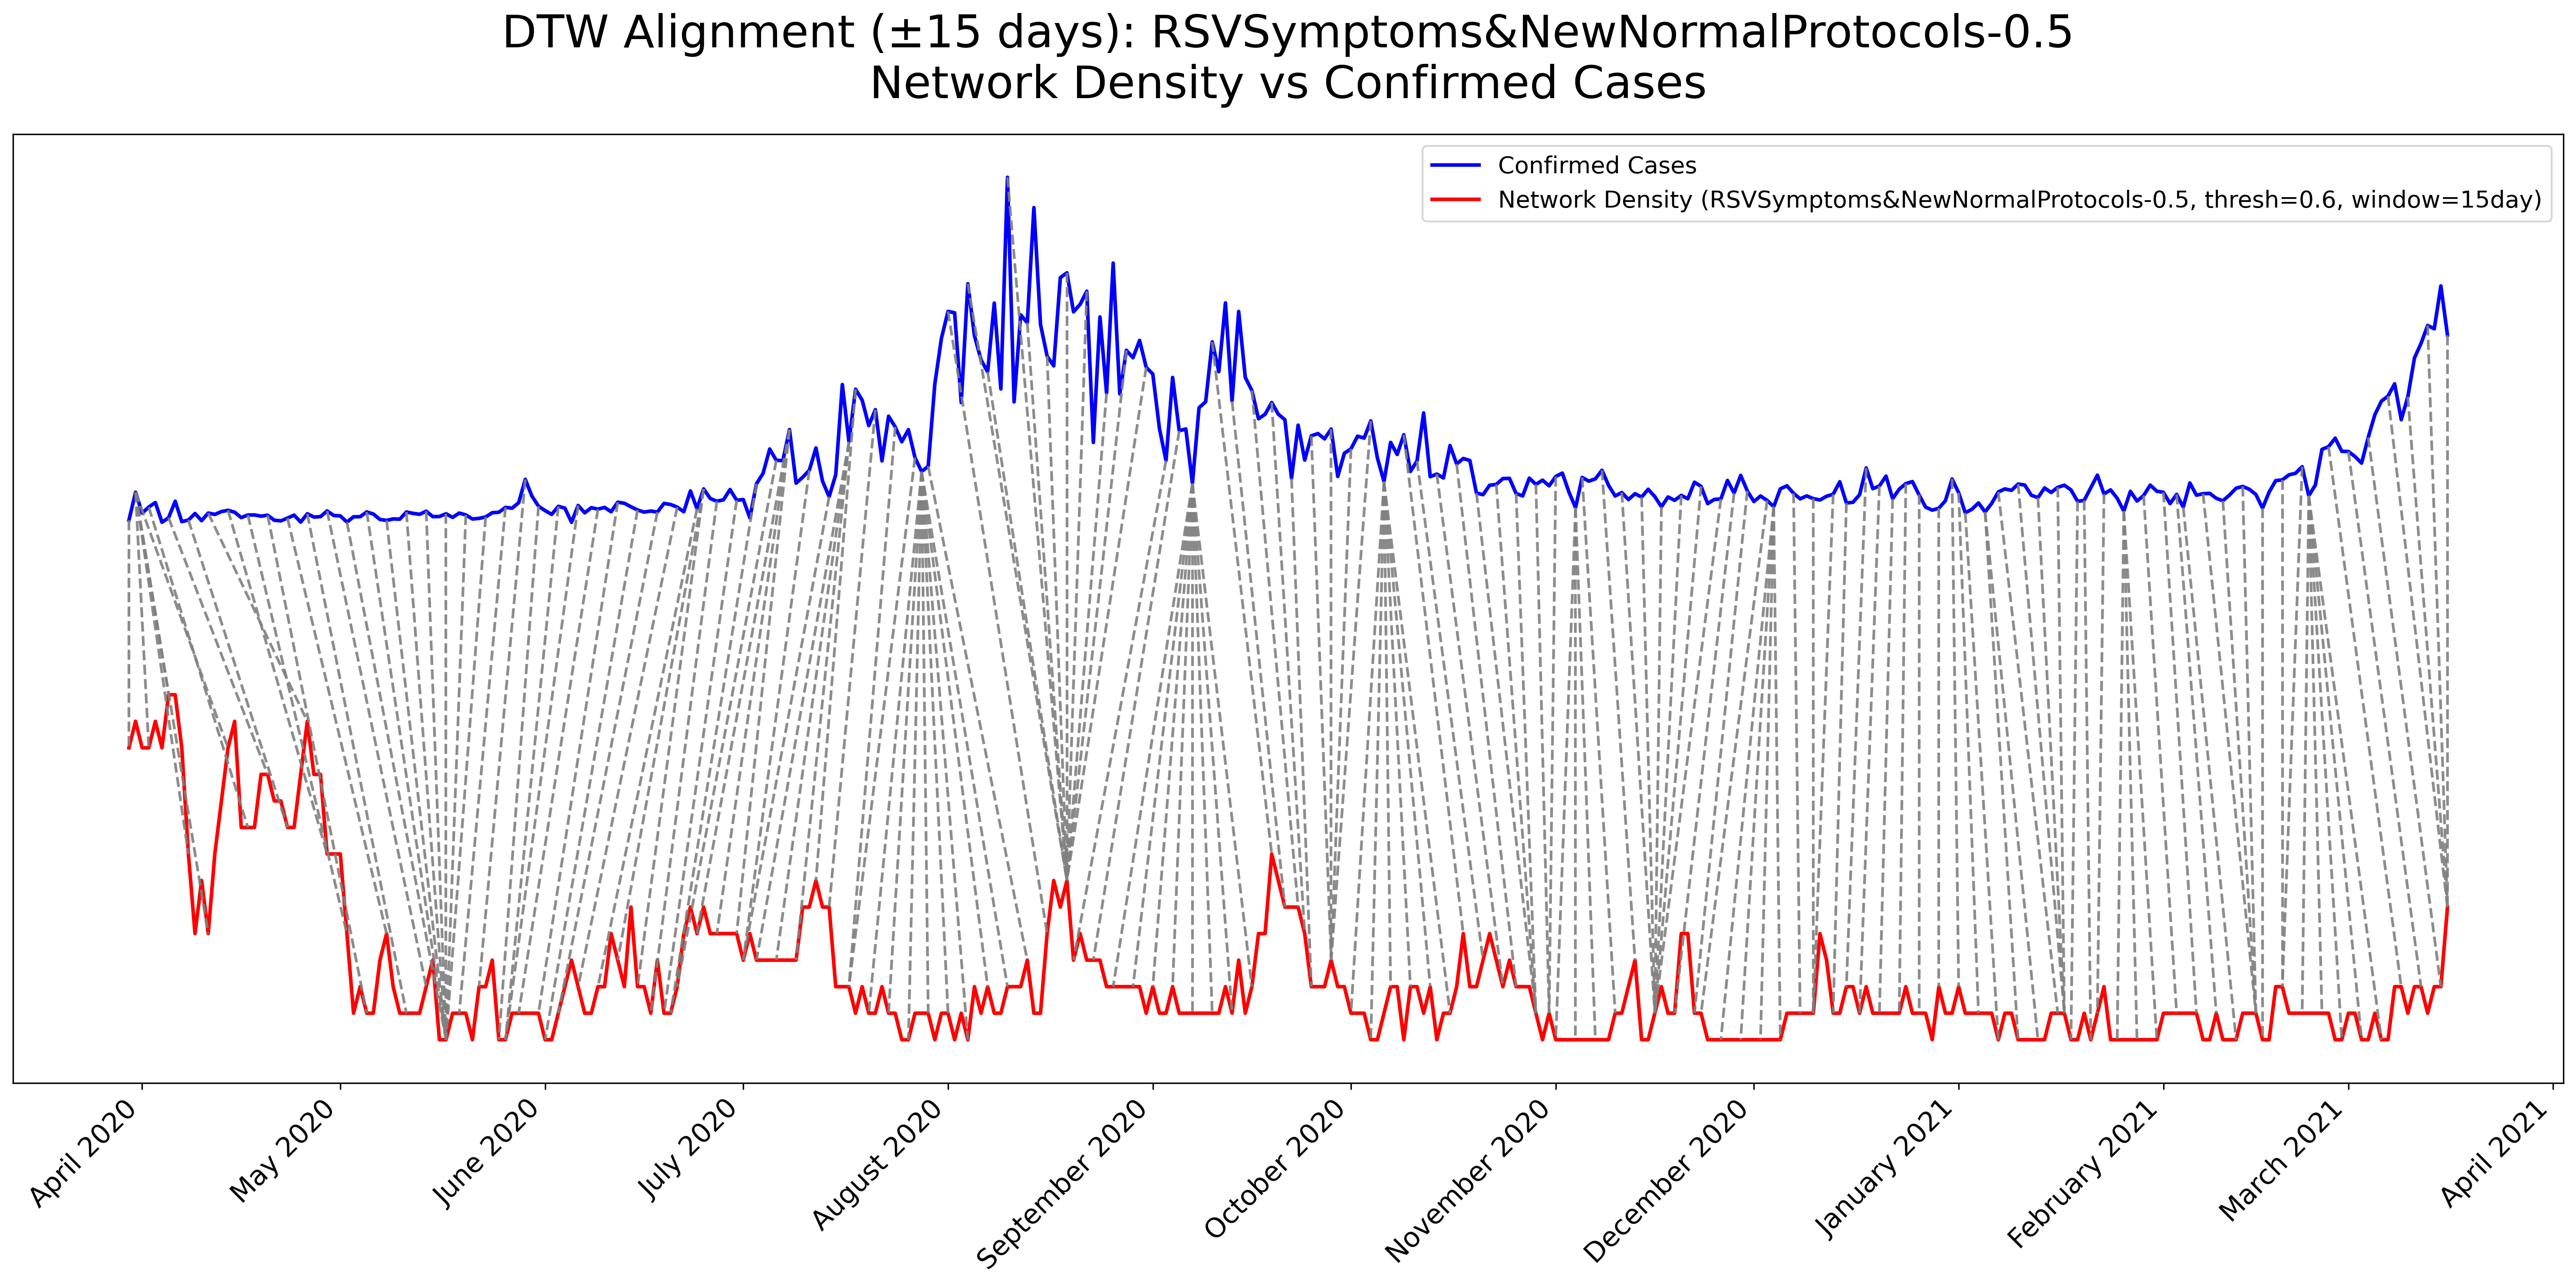 DTW Alignment (±15 days): RSVSymptoms&NewNormalProtocols-0.5
Network Density vs Confirmed Cases
Confirmed Cases
Network Density (RSVSymptoms&NewNormalProtocols-0.5, thresh=0.6, window=15day)
April 2020
May 2020
June 2020
July 2020
August 2020
September 2020
October 2020
November 2020
December 2020
January 2021
February 2021
March 2021
April 2021